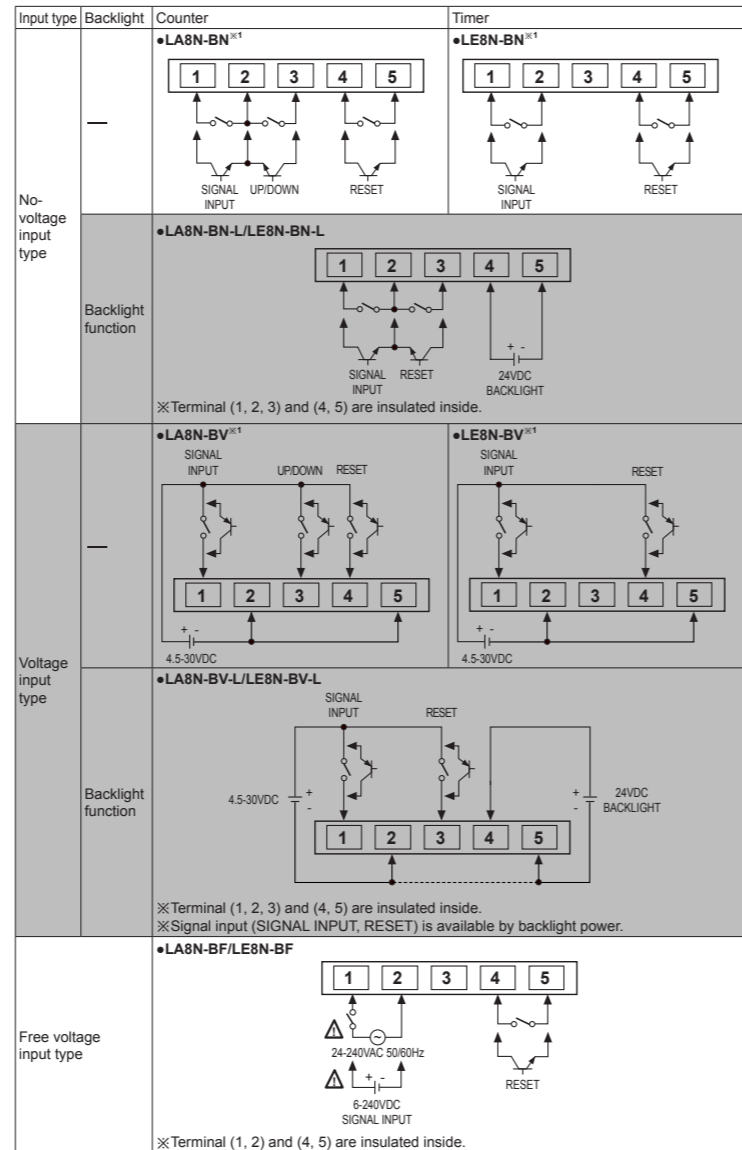 Input type Backlight Counter Timer
No-voltage input type
—
●LA8N-BN※1
1 2 3 4 5
SIGNAL INPUT UP/DOWN RESET
●LE8N-BN※1
1 2 3 4 5
SIGNAL INPUT RESET
Backlight function
●LA8N-BN-L/LE8N-BN-L
1 2 3 4 5
+ -
SIGNAL INPUT RESET 24VDC BACKLIGHT
※Terminal (1, 2, 3) and (4, 5) are insulated inside.
Voltage input type
—
●LA8N-BV※1
SIGNAL INPUT UP/DOWN RESET
1 2 3 4 5
+ -
4.5-30VDC
●LE8N-BV※1
SIGNAL INPUT RESET
1 2 3 4 5
+ -
4.5-30VDC
Backlight function
●LA8N-BV-L/LE8N-BV-L
SIGNAL INPUT RESET
4.5-30VDC + - + - 24VDC BACKLIGHT
1 2 3 4 5
※Terminal (1, 2, 3) and (4, 5) are insulated inside.
※Signal input (SIGNAL INPUT, RESET) is available by backlight power.
Free voltage input type
●LA8N-BF/LE8N-BF
1 2 3 4 5
24-240VAC 50/60Hz
+ -
6-240VDC
SIGNAL INPUT
RESET
※Terminal (1, 2) and (4, 5) are insulated inside.